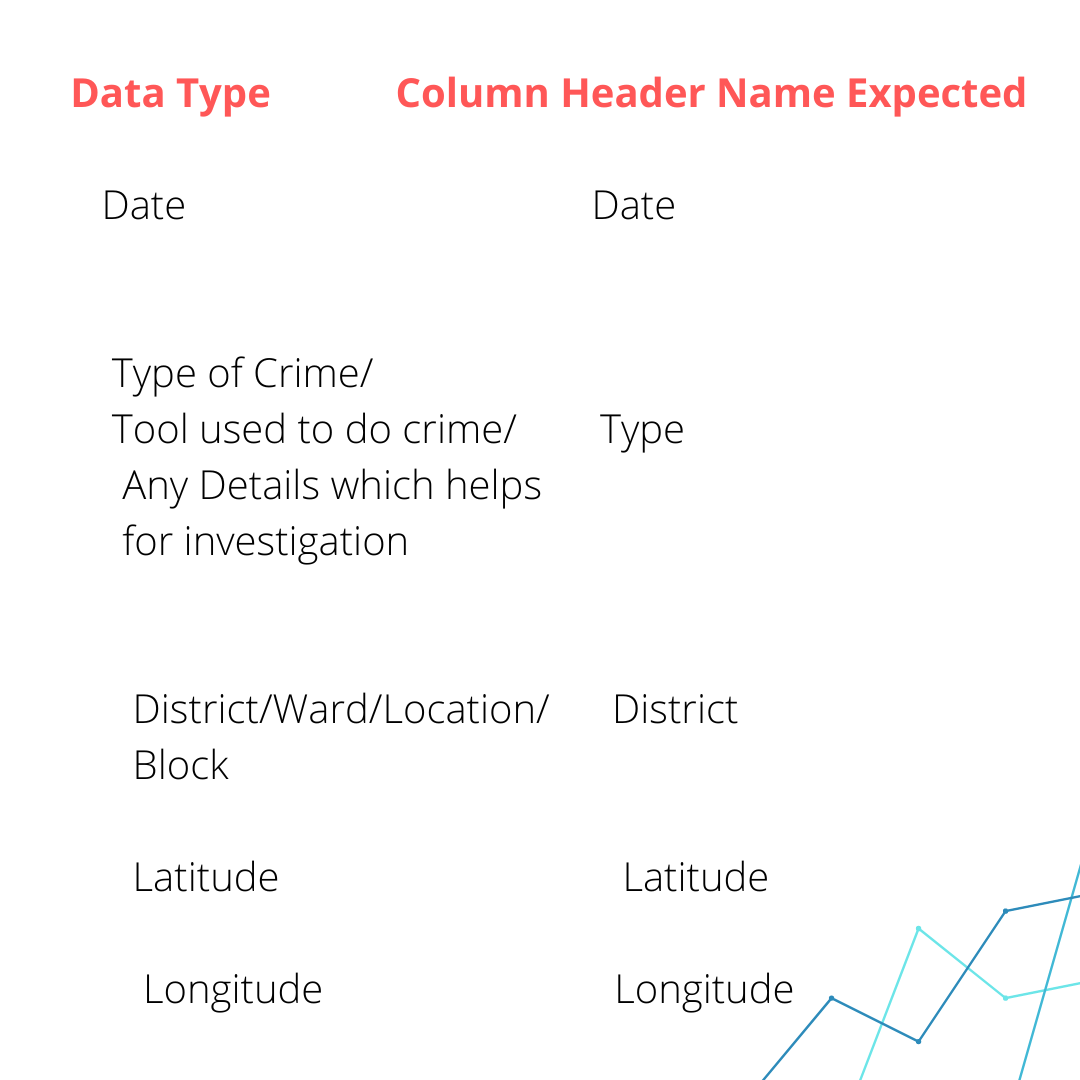 Data Type Column Header Name Expected
Date Date
Type of Crime/
Tool used to do crime/ Type
Any Details which helps
for investigation
District/Ward/Location/ District
Block
Latitude Latitude
Longitude Longitude